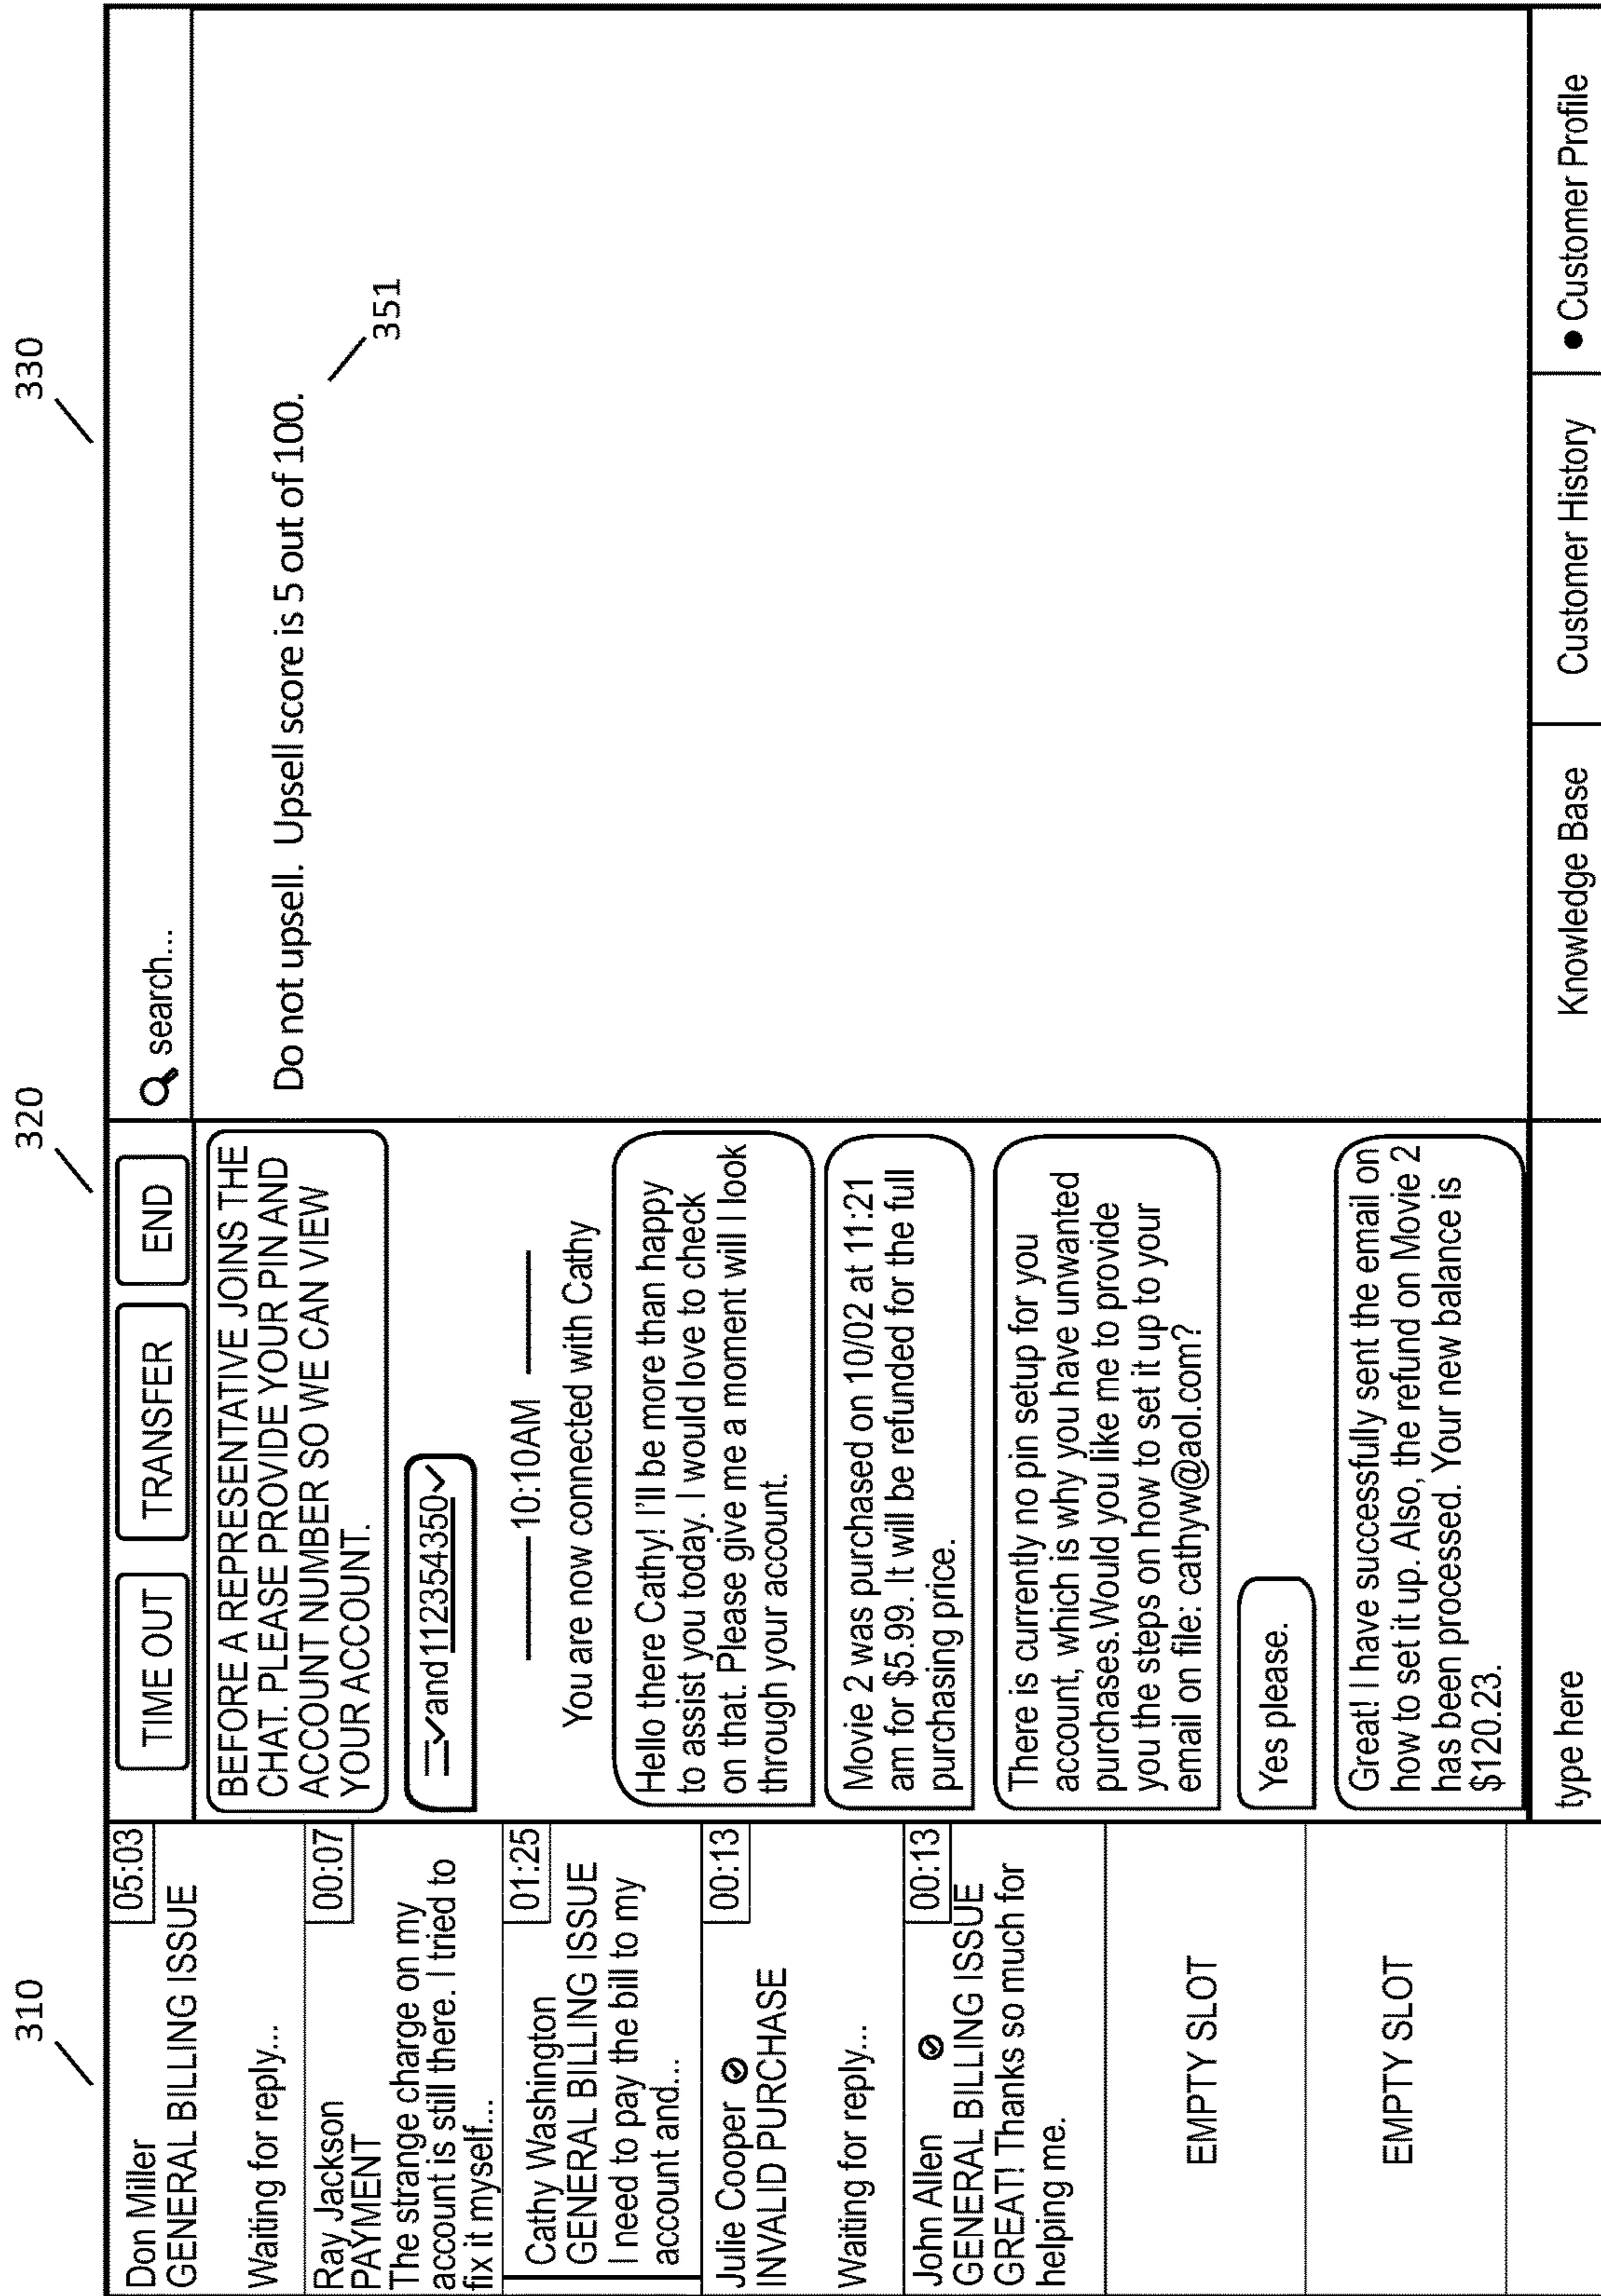 310
320
330
Don Miller
05:03
GENERAL BILLING ISSUE
Waiting for reply...
Ray Jackson
00:07
PAYMENT
The strange charge on my
account is still there. I tried to
fix it myself...
Cathy Washington
01:25
GENERAL BILLING ISSUE
I need to pay the bill to my
account and...
Julie Cooper
00:13
INVALID PURCHASE
Waiting for reply...
John Allen
00:13
GENERAL BILLING ISSUE
GREAT! Thanks so much for
helping me.
EMPTY SLOT
EMPTY SLOT
TIME OUT
TRANSFER
END
BEFORE A REPRESENTATIVE JOINS THE
CHAT. PLEASE PROVIDE YOUR PIN AND
ACCOUNT NUMBER SO WE CAN VIEW
YOUR ACCOUNT.
and 112354350
10:10AM
You are now connected with Cathy
Hello there Cathy! I'll be more than happy
to assist you today. I would love to check
on that. Please give me a moment will I look
through your account.
Movie 2 was purchased on 10/02 at 11:21
am for $5.99. It will be refunded for the full
purchasing price.
There is currently no pin setup for you
account, which is why you have unwanted
purchases.Would you like me to provide
you the steps on how to set it up to your
email on file: cathyw@aol.com?
Yes please.
Great! I have successfully sent the email on
how to set it up. Also, the refund on Movie 2
has been processed. Your new balance is
$120.23.
type here
search...
Do not upsell. Upsell score is 5 out of 100.
351
Knowledge Base
Customer History
● Customer Profile